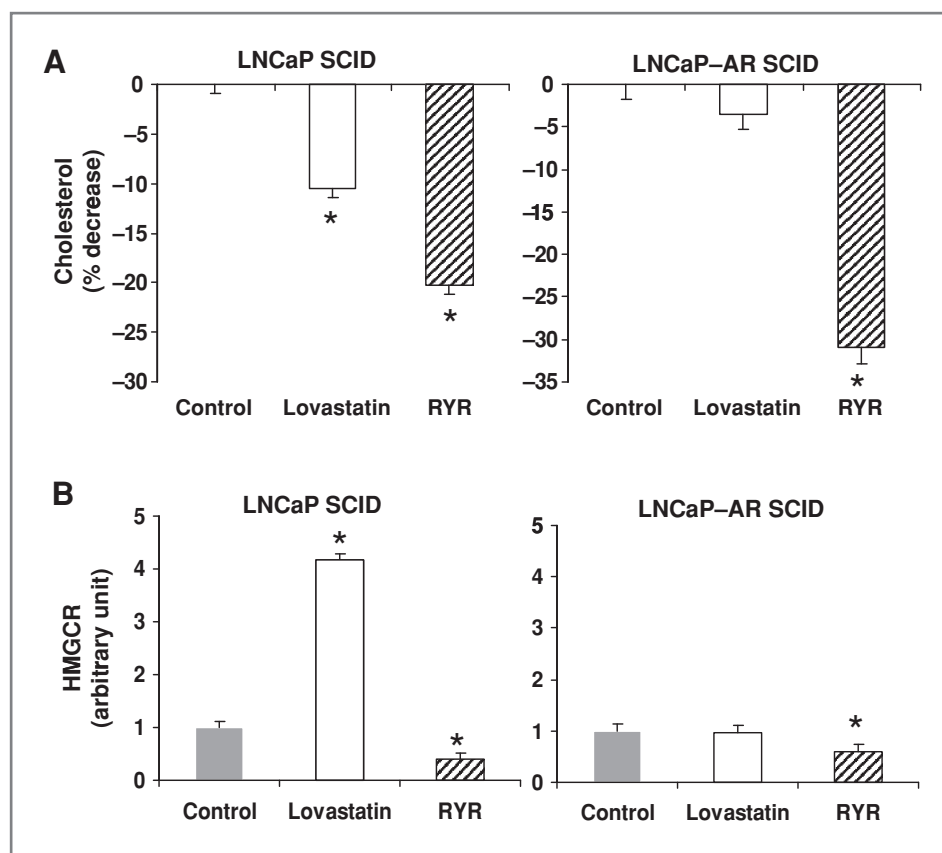 A
LNCaP SCID
LNCaP–AR SCID
Cholesterol
(% decrease)
0
–5
–10
–15
–20
–25
–30
*
*
Control
Lovastatin
RYR
0
–5
–10
–15
–20
–25
–30
–35
*
Control
Lovastatin
RYR
B
LNCaP SCID
LNCaP–AR SCID
HMGCR
(arbitrary unit)
5
4
3
2
1
0
*
*
Control
Lovastatin
RYR
5
4
3
2
1
0
*
Control
Lovastatin
RYR